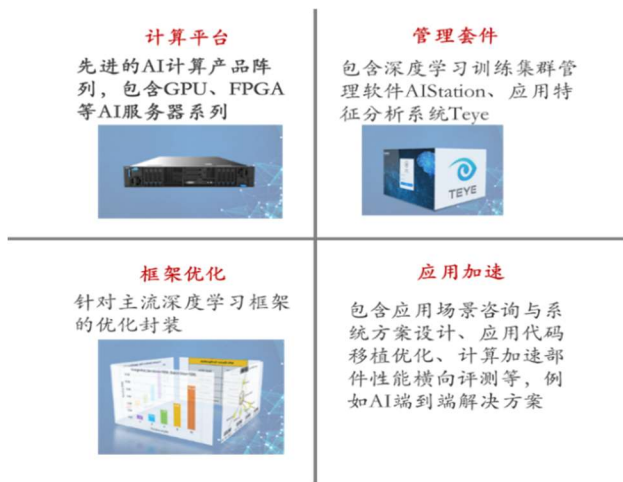 计算平台
先进的AI计算产品阵
列，包含GPU、FPGA
等AI服务器系列
管理套件
包含深度学习训练集群管
理软件AIStation、应用特
征分析系统Teye
TEYE
框架优化
针对主流深度学习框架
的优化封装
应用加速
包含应用场景咨询与系
统方案设计、应用代码
移植优化、计算加速部
件性能横向评测等，例
如AI端到端解决方案